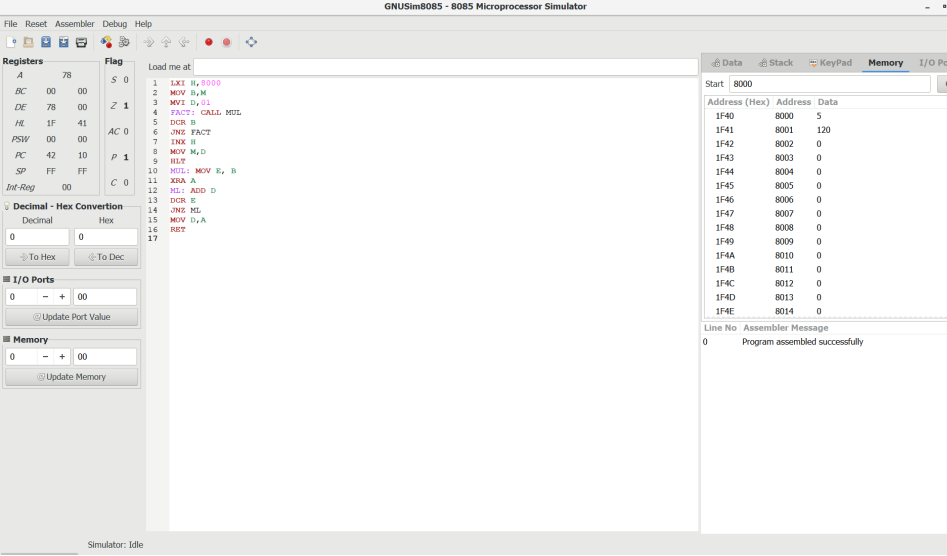 GNUSim8085 - 8085 Microprocessor Simulator
File Reset Assembler Debug Help
Registers
A 78
BC 00 00
DE 78 00
HL 1F 41
PSW 00 00
PC 42 10
SP FF FF
Int-Reg 00
Flag
S 0
Z 1
AC 0
P 1
C 0
Decimal - Hex Convertion
Decimal Hex
0 0
To Hex To Dec
I/O Ports
0 - + 00
Update Port Value
Memory
0 - + 00
Update Memory
Load me at
1 LXI H,8000
2 MOV B,M
3 MVI D,01
4 FACT: CALL MUL
5 DCR B
6 JNZ FACT
7 INX H
8 MOV M,D
9 HLT
10 MUL: MOV E, B
11 XRA A
12 ML: ADD D
13 DCR E
14 JNZ ML
15 MOV D,A
16 RET
17
Data Stack KeyPad Memory I/O Po
Start 8000
Address (Hex) Address Data
1F40 8000 5
1F41 8001 120
1F42 8002 0
1F43 8003 0
1F44 8004 0
1F45 8005 0
1F46 8006 0
1F47 8007 0
1F48 8008 0
1F49 8009 0
1F4A 8010 0
1F4B 8011 0
1F4C 8012 0
1F4D 8013 0
1F4E 8014 0
Line No Assembler Message
0 Program assembled successfully
Simulator: Idle